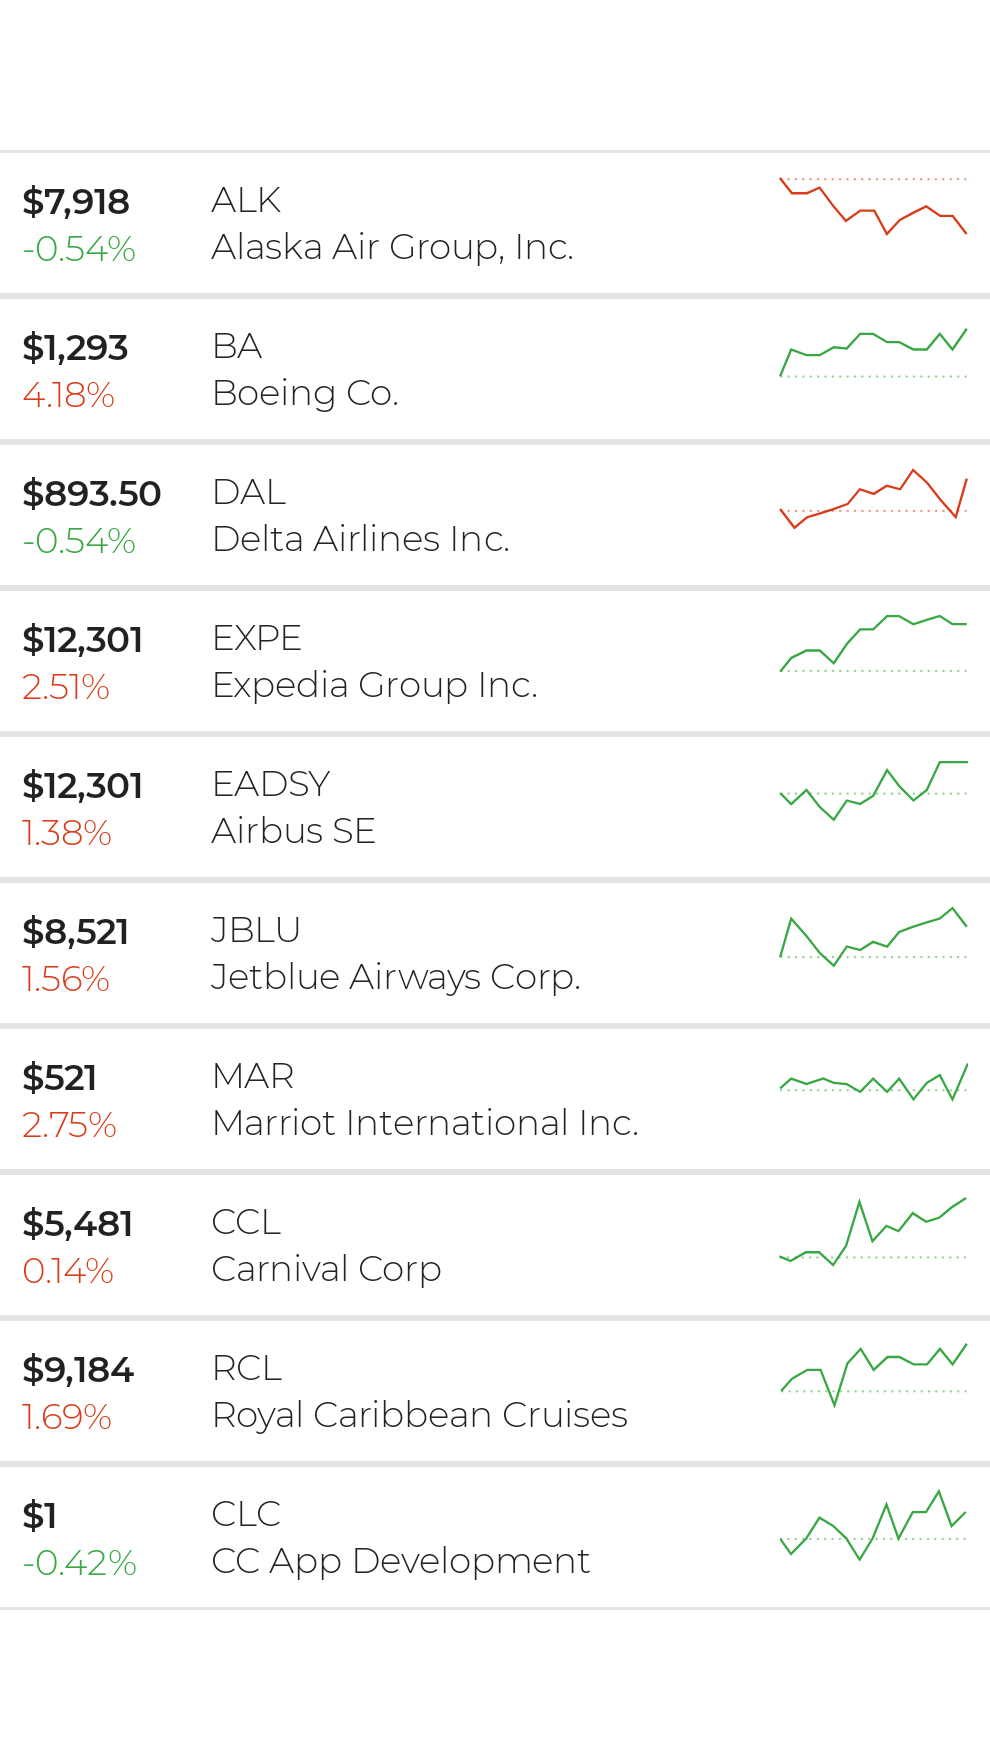 $7,918
ALK
-0.54%
Alaska Air Group, Inc.
$1,293
BA
4.18%
Boeing Co.
$893.50
DAL
-0.54%
Delta Airlines Inc.
$12,301
EXPE
2.51%
Expedia Group Inc.
$12,301
EADSY
1.38%
Airbus SE
$8,521
JBLU
1.56%
Jetblue Airways Corp.
$521
MAR
2.75%
Marriot International Inc.
$5,481
CCL
0.14%
Carnival Corp
$9,184
RCL
1.69%
Royal Caribbean Cruises
$1
CLC
-0.42%
CC App Development